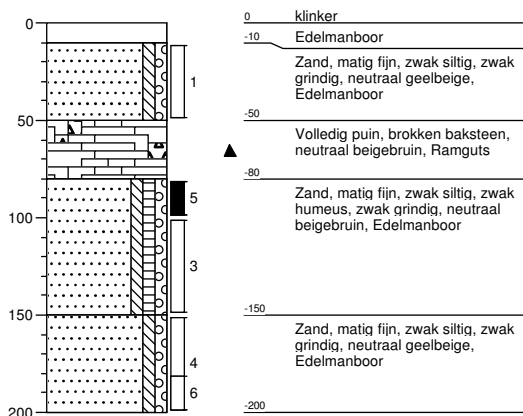 0
50
100
150
200
1
5
3
4
6
0 klinker
-10 Edelmanboor
Zand, matig fijn, zwak siltig, zwak
grindig, neutraal geelbeige,
Edelmanboor
-50
Volledig puin, brokken baksteen,
neutraal beigebruin, Ramguts
-80
Zand, matig fijn, zwak siltig, zwak
humeus, zwak grindig, neutraal
beigebruin, Edelmanboor
-150
Zand, matig fijn, zwak siltig, zwak
grindig, neutraal geelbeige,
Edelmanboor
-200